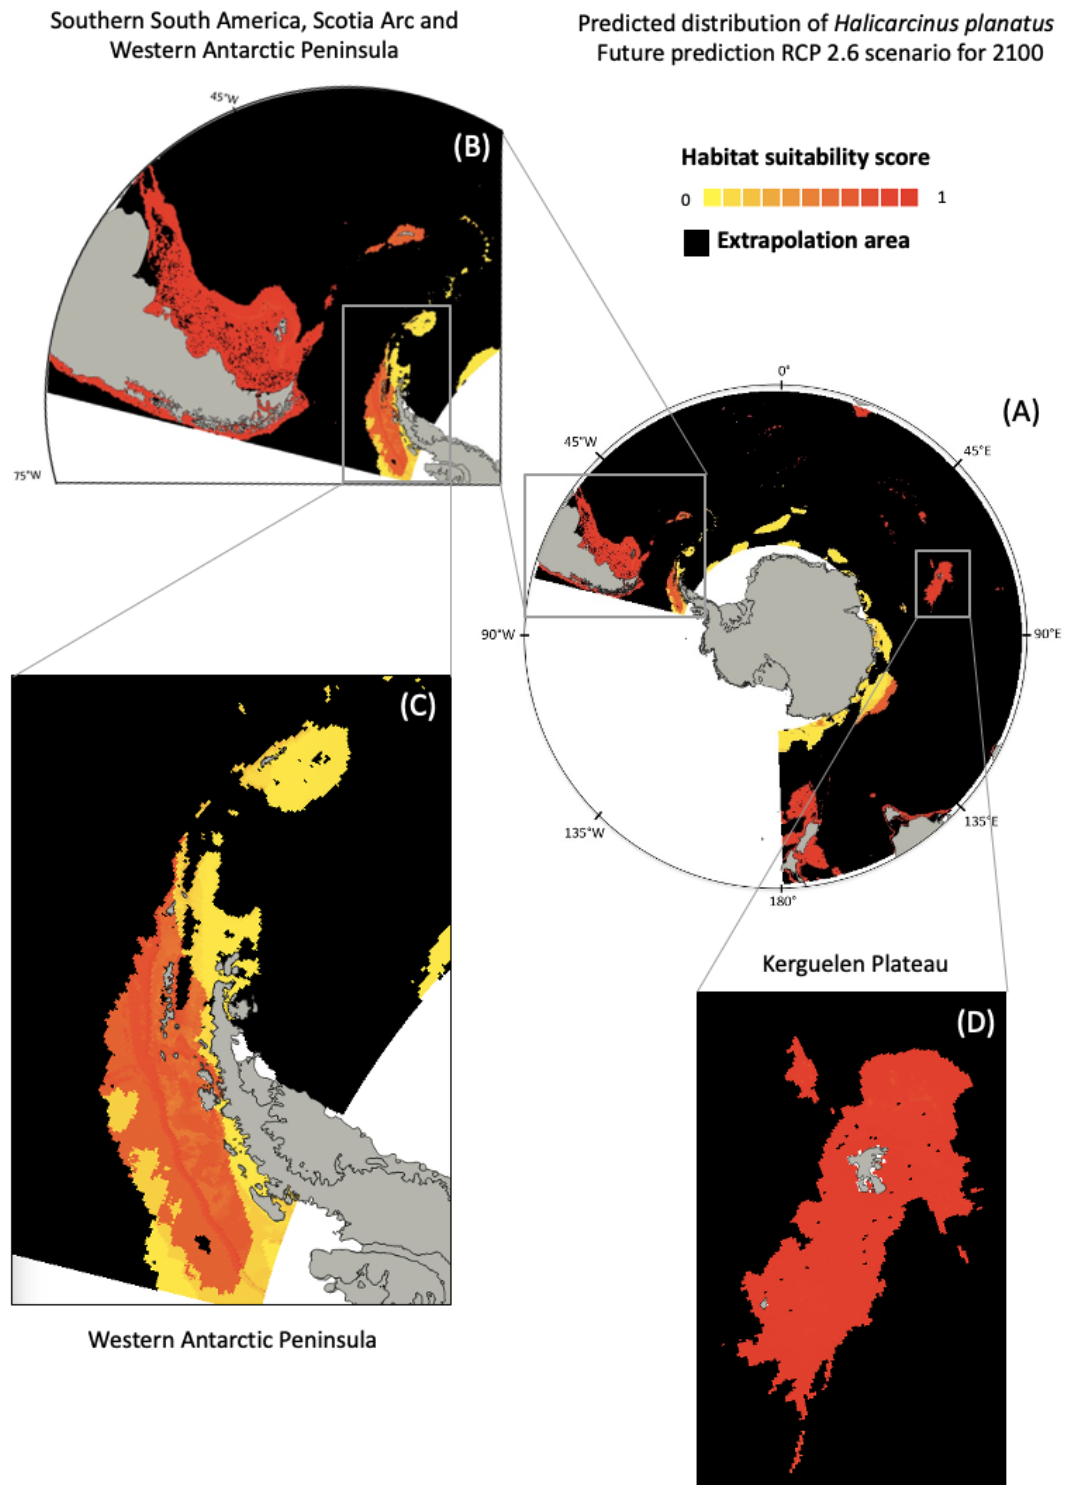 Southern South America, Scotia Arc and
Western Antarctic Peninsula
Predicted distribution of Halicarcinus planatus
Future prediction RCP 2.6 scenario for 2100
45°W
(B)
75°W
Habitat suitability score
0 1
Extrapolation area
0°
(A)
45°W
45°E
90°W
90°E
135°W
135°E
180°
(C)
Western Antarctic Peninsula
Kerguelen Plateau
(D)